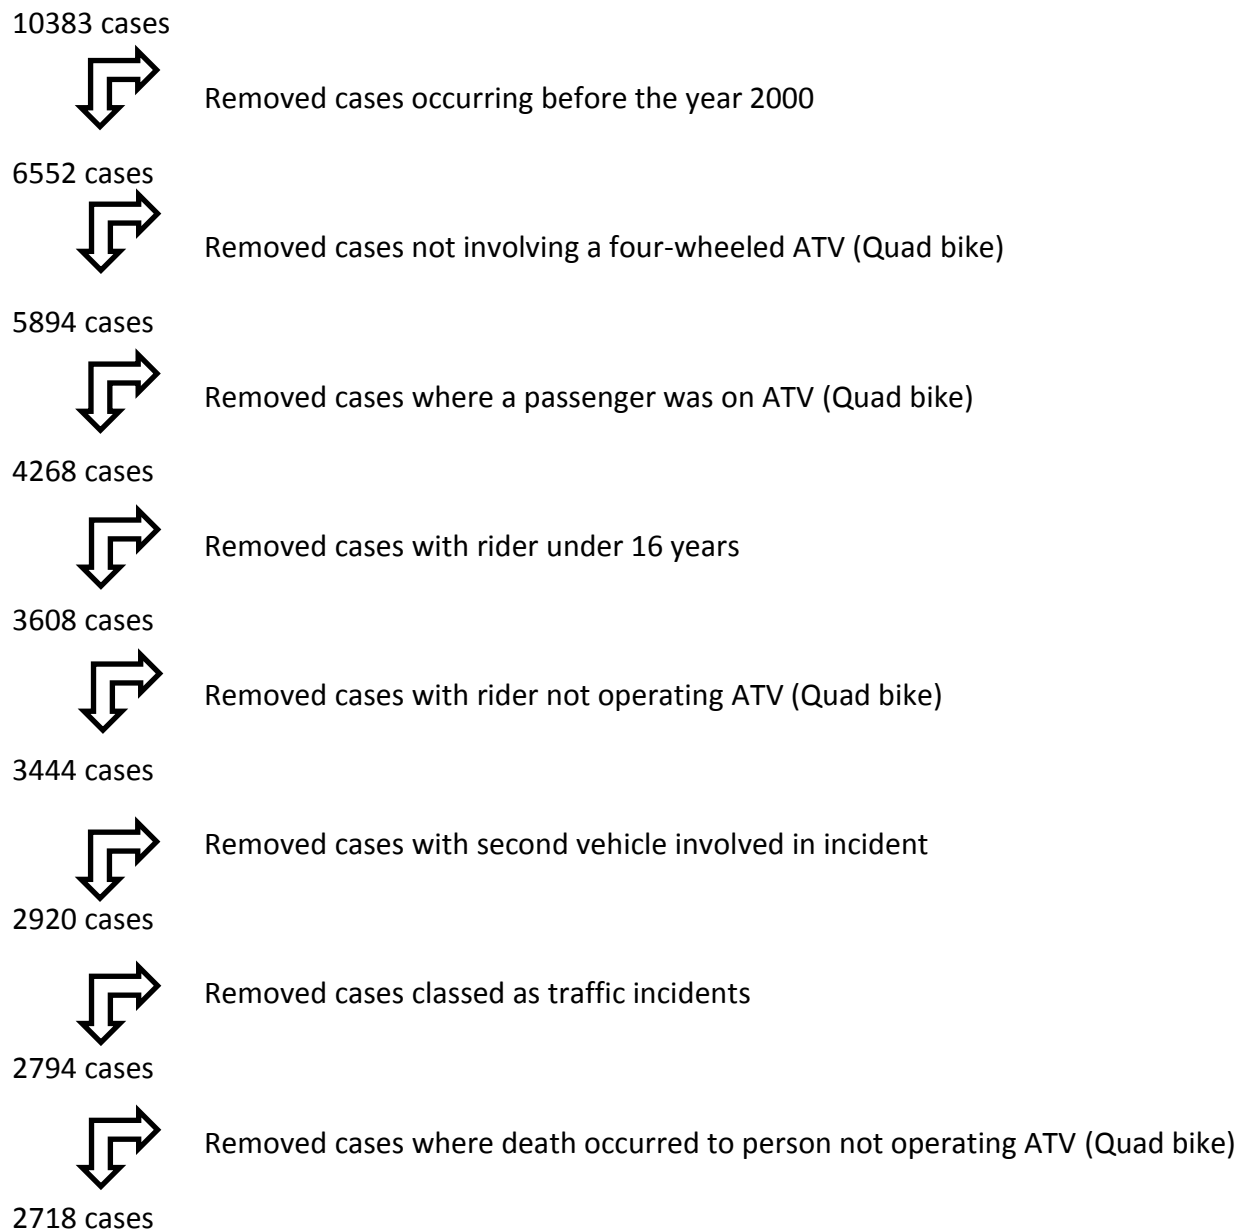 10383 cases
Removed cases occurring before the year 2000
6552 cases
Removed cases not involving a four-wheeled ATV (Quad bike)
5894 cases
Removed cases where a passenger was on ATV (Quad bike)
4268 cases
Removed cases with rider under 16 years
3608 cases
Removed cases with rider not operating ATV (Quad bike)
3444 cases
Removed cases with second vehicle involved in incident
2920 cases
Removed cases classed as traffic incidents
2794 cases
Removed cases where death occurred to person not operating ATV (Quad bike)
2718 cases